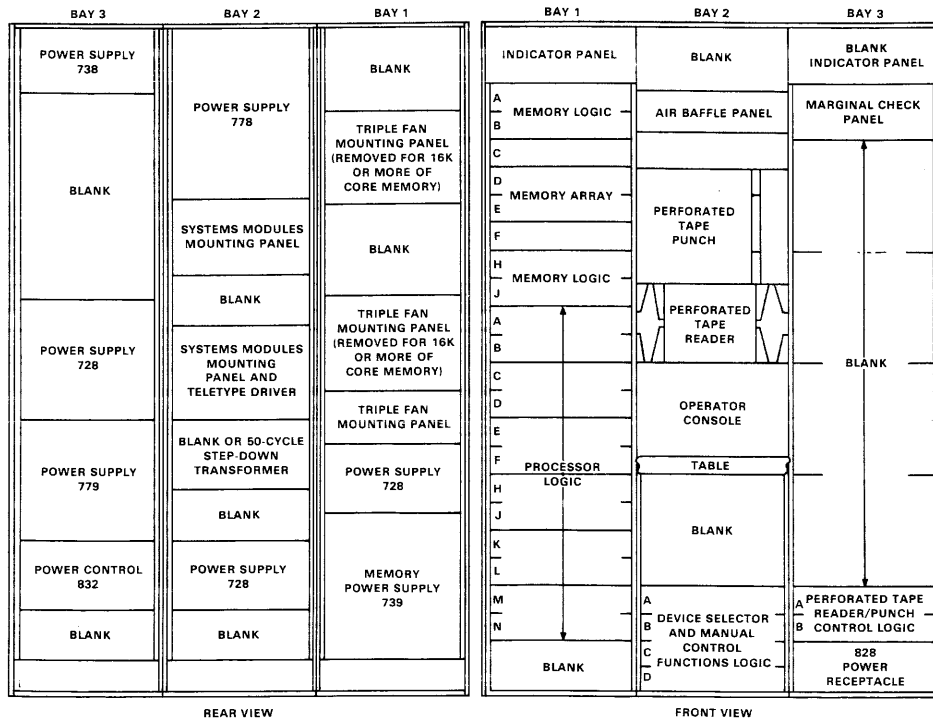 BAY 3
BAY 2
BAY 1
POWER SUPPLY
738
BLANK
POWER SUPPLY
728
POWER SUPPLY
779
POWER CONTROL
832
BLANK
POWER SUPPLY
778
SYSTEMS MODULES
MOUNTING PANEL
BLANK
SYSTEMS MODULES
MOUNTING
PANEL AND
TELETYPE DRIVER
BLANK OR 50-CYCLE
STEP-DOWN
TRANSFORMER
BLANK
POWER SUPPLY
728
BLANK
BLANK
TRIPLE FAN
MOUNTING PANEL
(REMOVED FOR 16K
OR MORE OF
CORE MEMORY)
BLANK
TRIPLE FAN
MOUNTING PANEL
(REMOVED FOR 16K
OR MORE OF
CORE MEMORY)
TRIPLE FAN
MOUNTING PANEL
POWER SUPPLY
728
MEMORY
POWER SUPPLY
739
REAR VIEW
BAY 1
BAY 2
BAY 3
INDICATOR PANEL
A
MEMORY LOGIC
B
C
D
MEMORY ARRAY
E
F
H
MEMORY LOGIC
J
A
B
C
D
E
F
PROCESSOR
LOGIC
H
J
K
L
M
N
BLANK
BLANK
AIR BAFFLE PANEL
PERFORATED
TAPE
PUNCH
PERFORATED
TAPE
READER
OPERATOR
CONSOLE
TABLE
BLANK
A
B
C
D
DEVICE SELECTOR
AND MANUAL
CONTROL
FUNCTIONS LOGIC
BLANK
INDICATOR PANEL
MARGINAL CHECK
PANEL
BLANK
A
B
PERFORATED TAPE
READER/PUNCH
CONTROL LOGIC
828
POWER
RECEPTACLE
FRONT VIEW